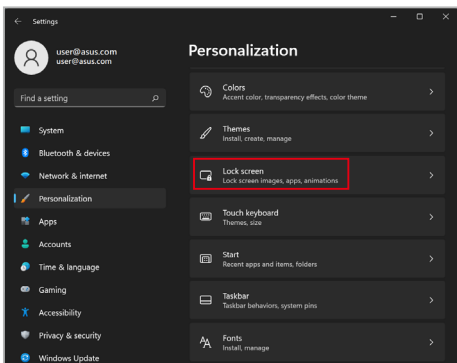 Settings
user@asus.com
user@asus.com
Find a setting
System
Bluetooth & devices
Network & internet
Personalization
Apps
Accounts
Time & language
Gaming
Accessibility
Privacy & security
Windows Update
Personalization
Colors
Accent color, transparency effects, color theme
Themes
Install, create, manage
Lock screen
Lock screen images, apps, animations
Touch keyboard
Themes, size
Start
Recent apps and items, folders
Taskbar
Taskbar behaviors, system pins
Fonts
Install, manage